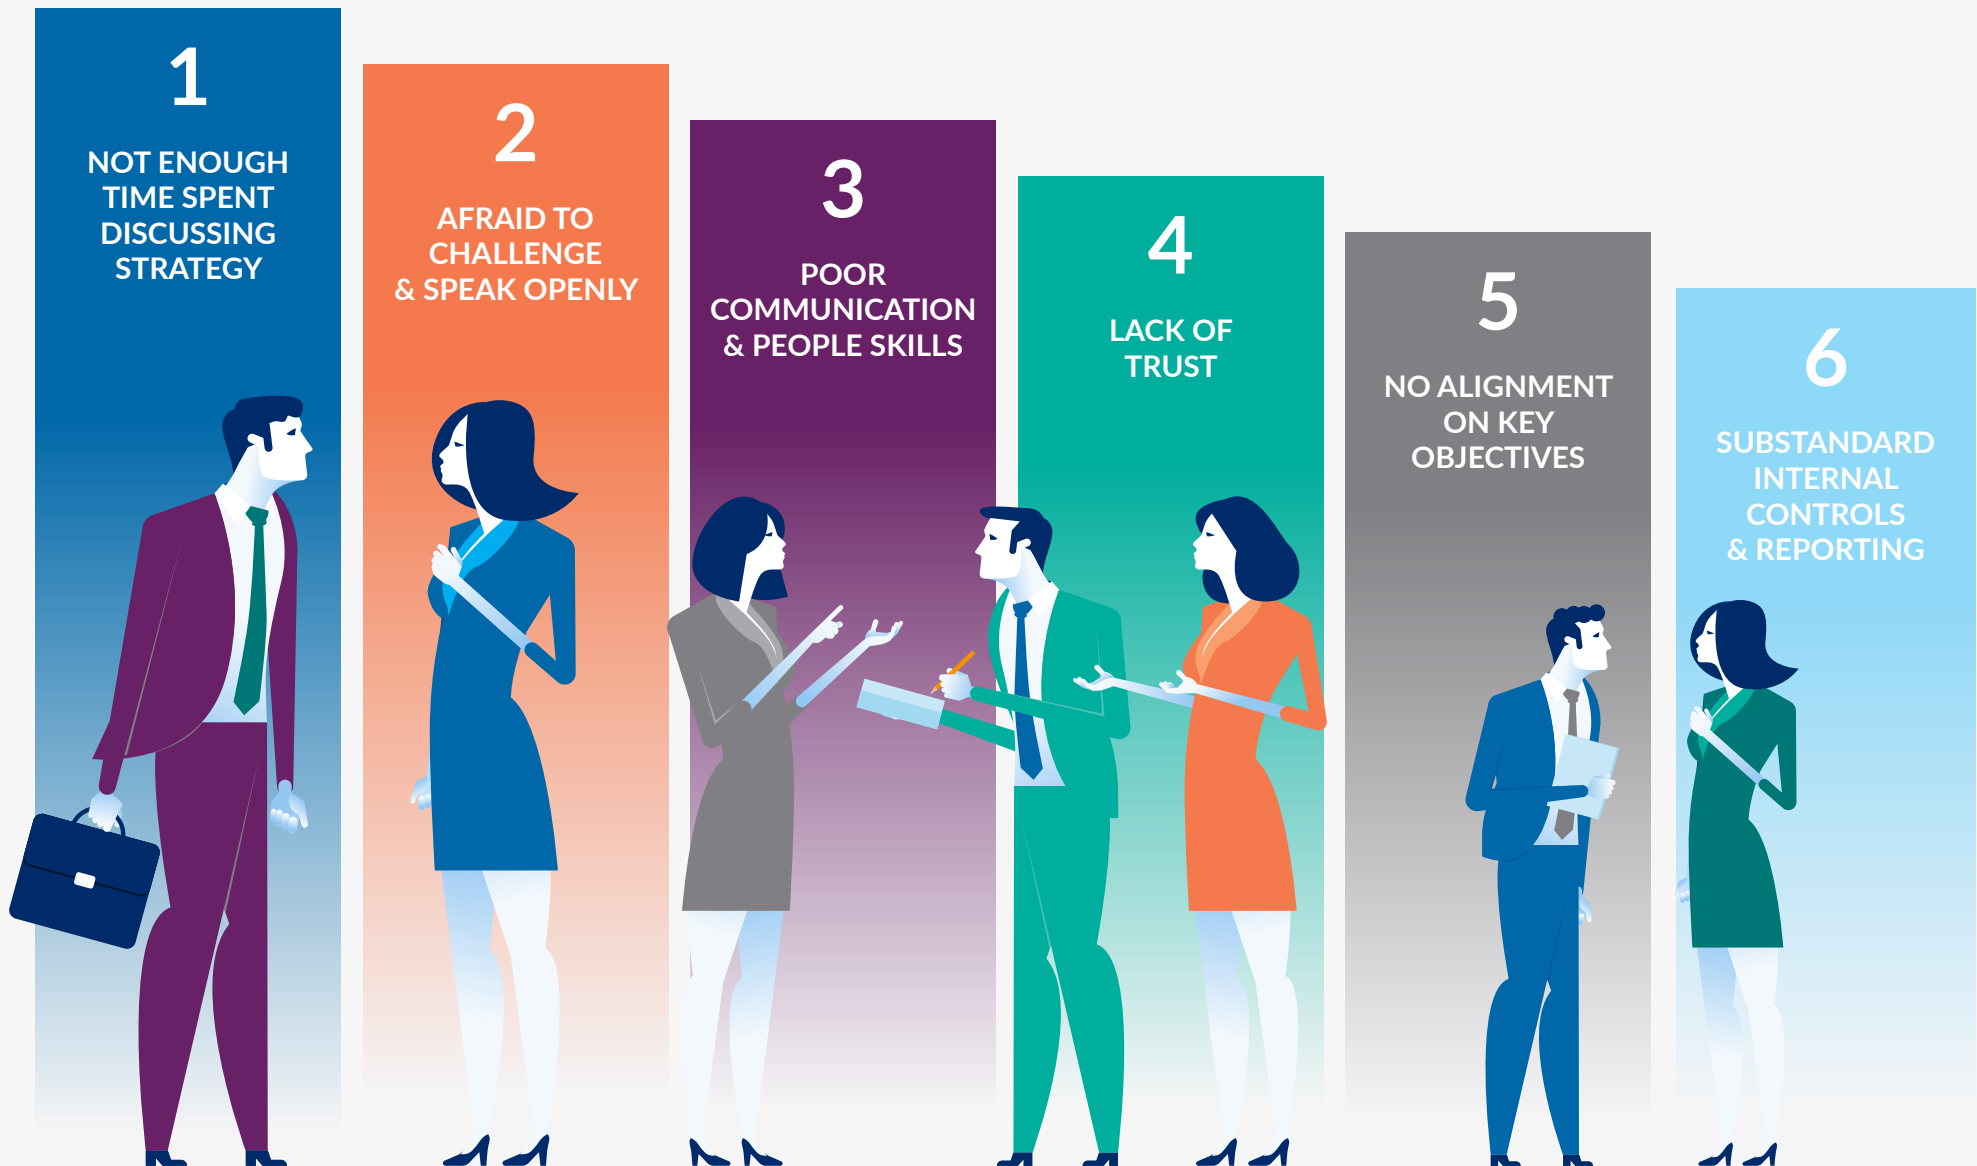 1
NOT ENOUGH
TIME SPENT
DISCUSSING
STRATEGY
2
AFRAID TO
CHALLENGE
& SPEAK OPENLY
3
POOR
COMMUNICATION
& PEOPLE SKILLS
4
LACK OF
TRUST
5
NO ALIGNMENT
ON KEY
OBJECTIVES
6
SUBSTANDARD
INTERNAL
CONTROLS
& REPORTING